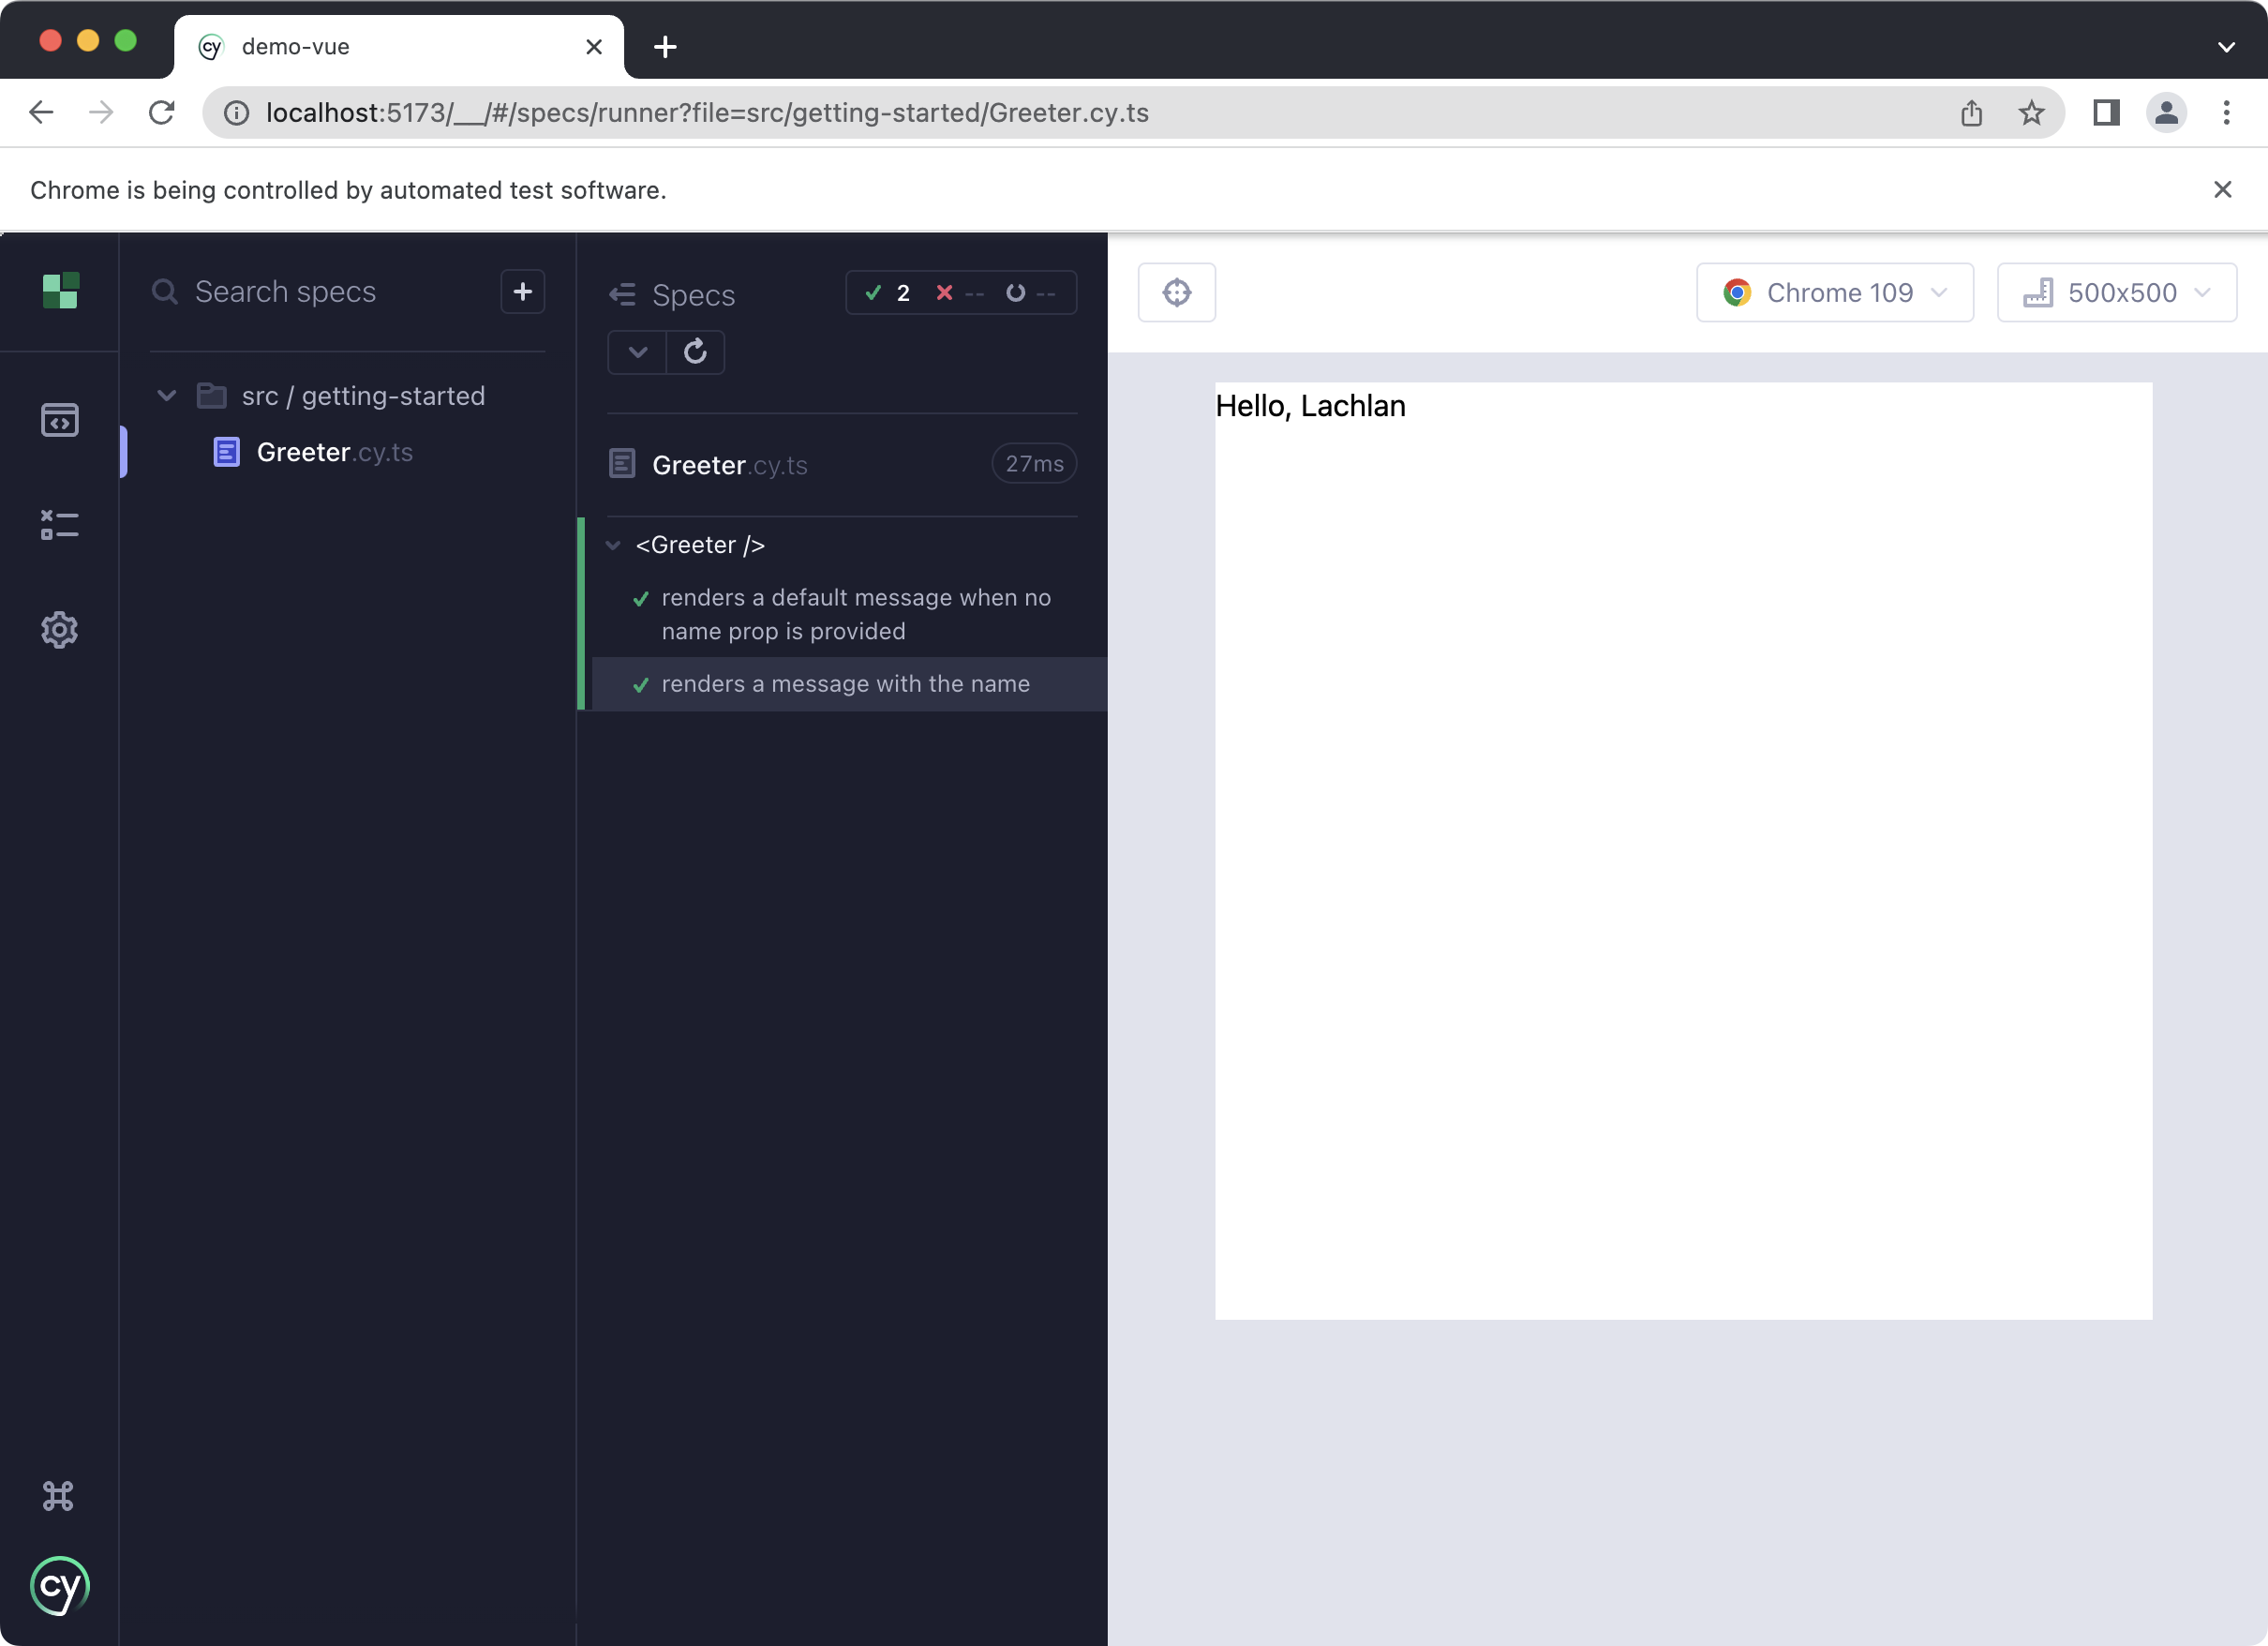 cy demo-vue
localhost:5173/__/#/specs/runner?file=src/getting-started/Greeter.cy.ts
Chrome is being controlled by automated test software.
Search specs
src / getting-started
Greeter.cy.ts
Specs
2 -- --
Greeter.cy.ts 27ms
<Greeter />
renders a default message when no
name prop is provided
renders a message with the name
Chrome 109
500x500
Hello, Lachlan
cy